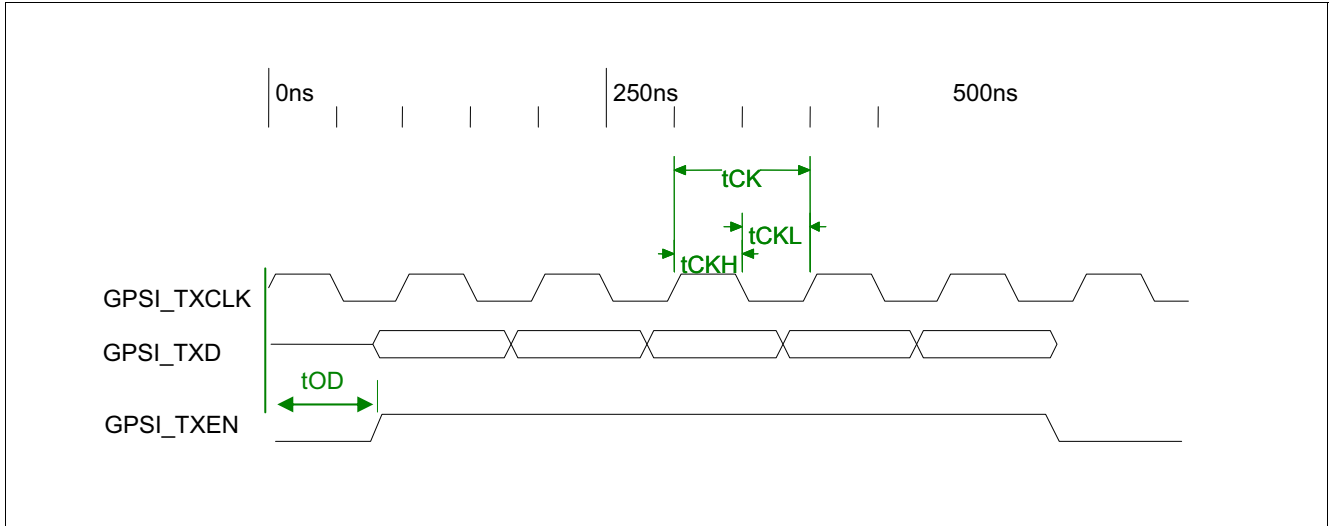 0ns 250ns 500ns
tCK
tCKL
tCKH
GPSI_TXCLK
GPSI_TXD
tOD
GPSI_TXEN